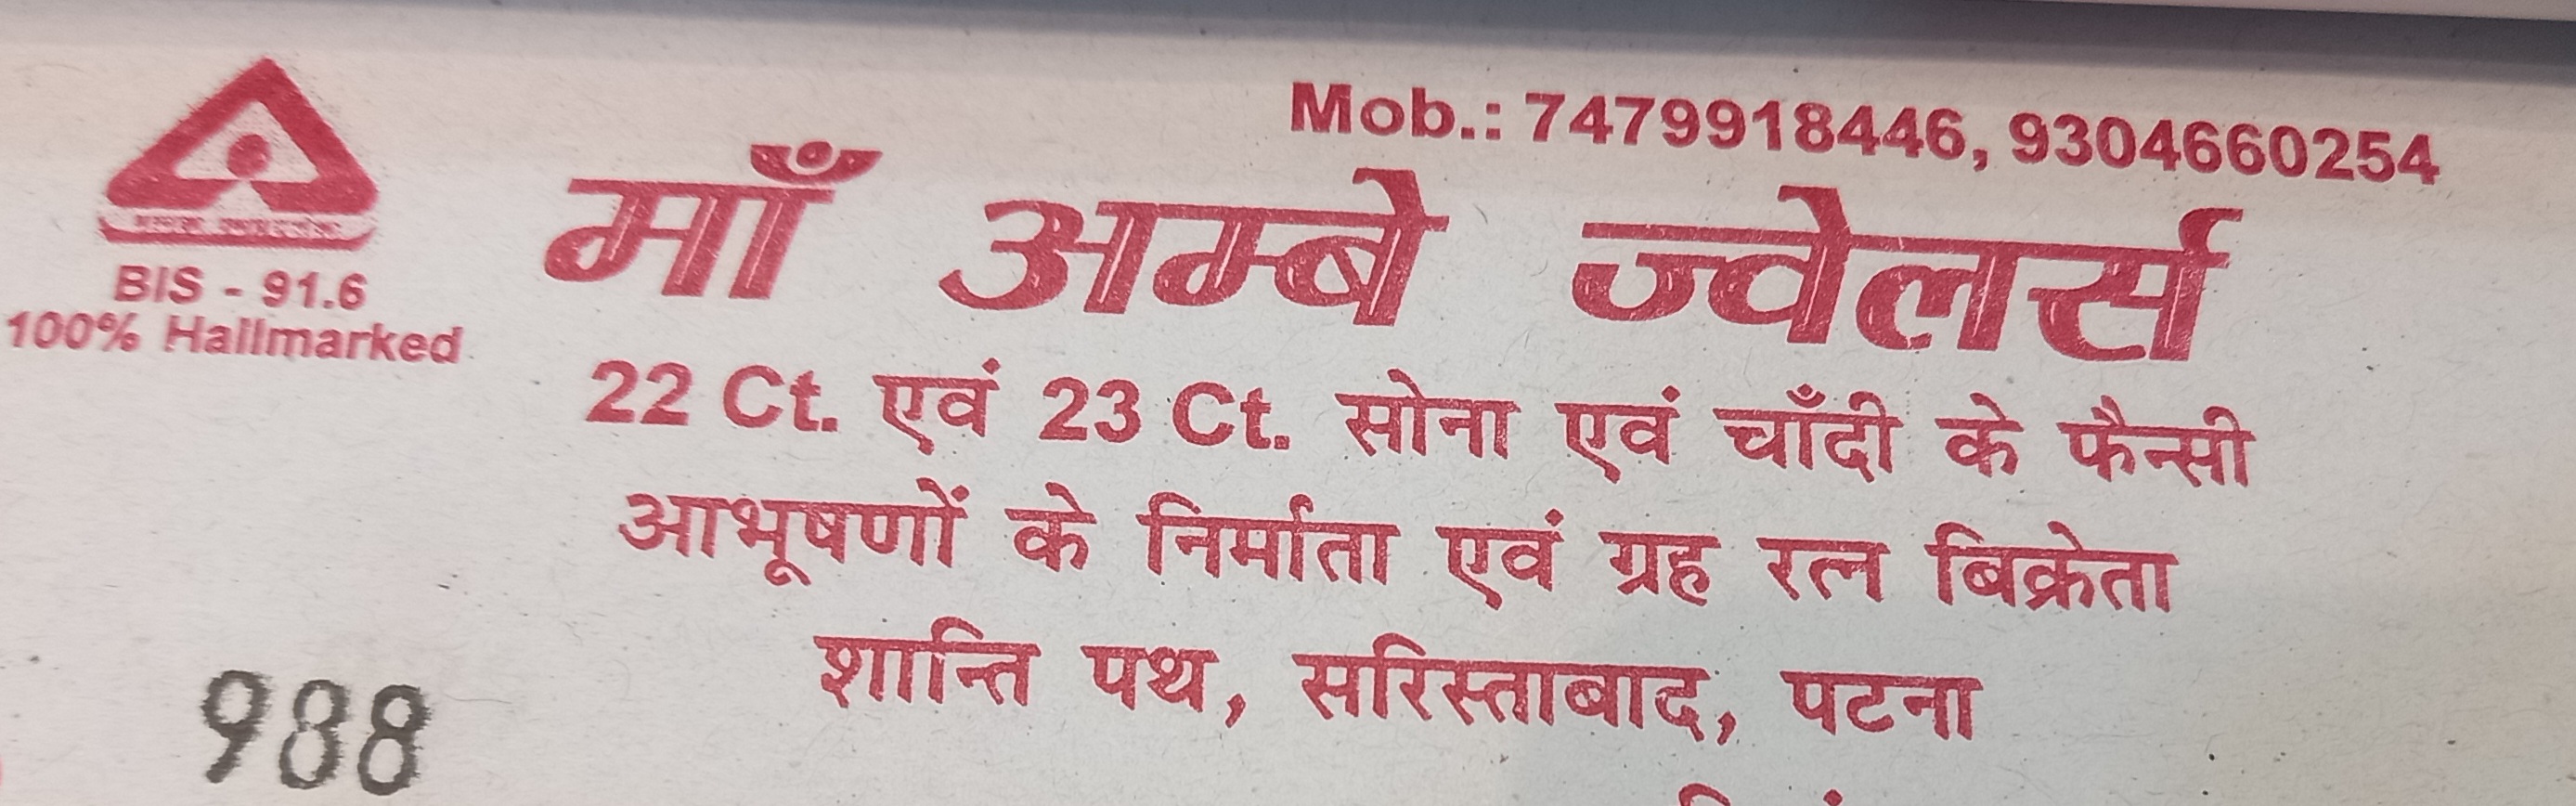 Mob.: 7479918446, 9304660254
BIS - 91.6
100% Hallmarked
माँ अम्बे ज्वेलर्स
22 Ct. एवं 23 Ct. सोना एवं चाँदी के फैन्सी
आभूषणों के निर्माता एवं ग्रह रत्न बिक्रेता
शान्ति पथ, सरिस्ताबाद, पटना
988